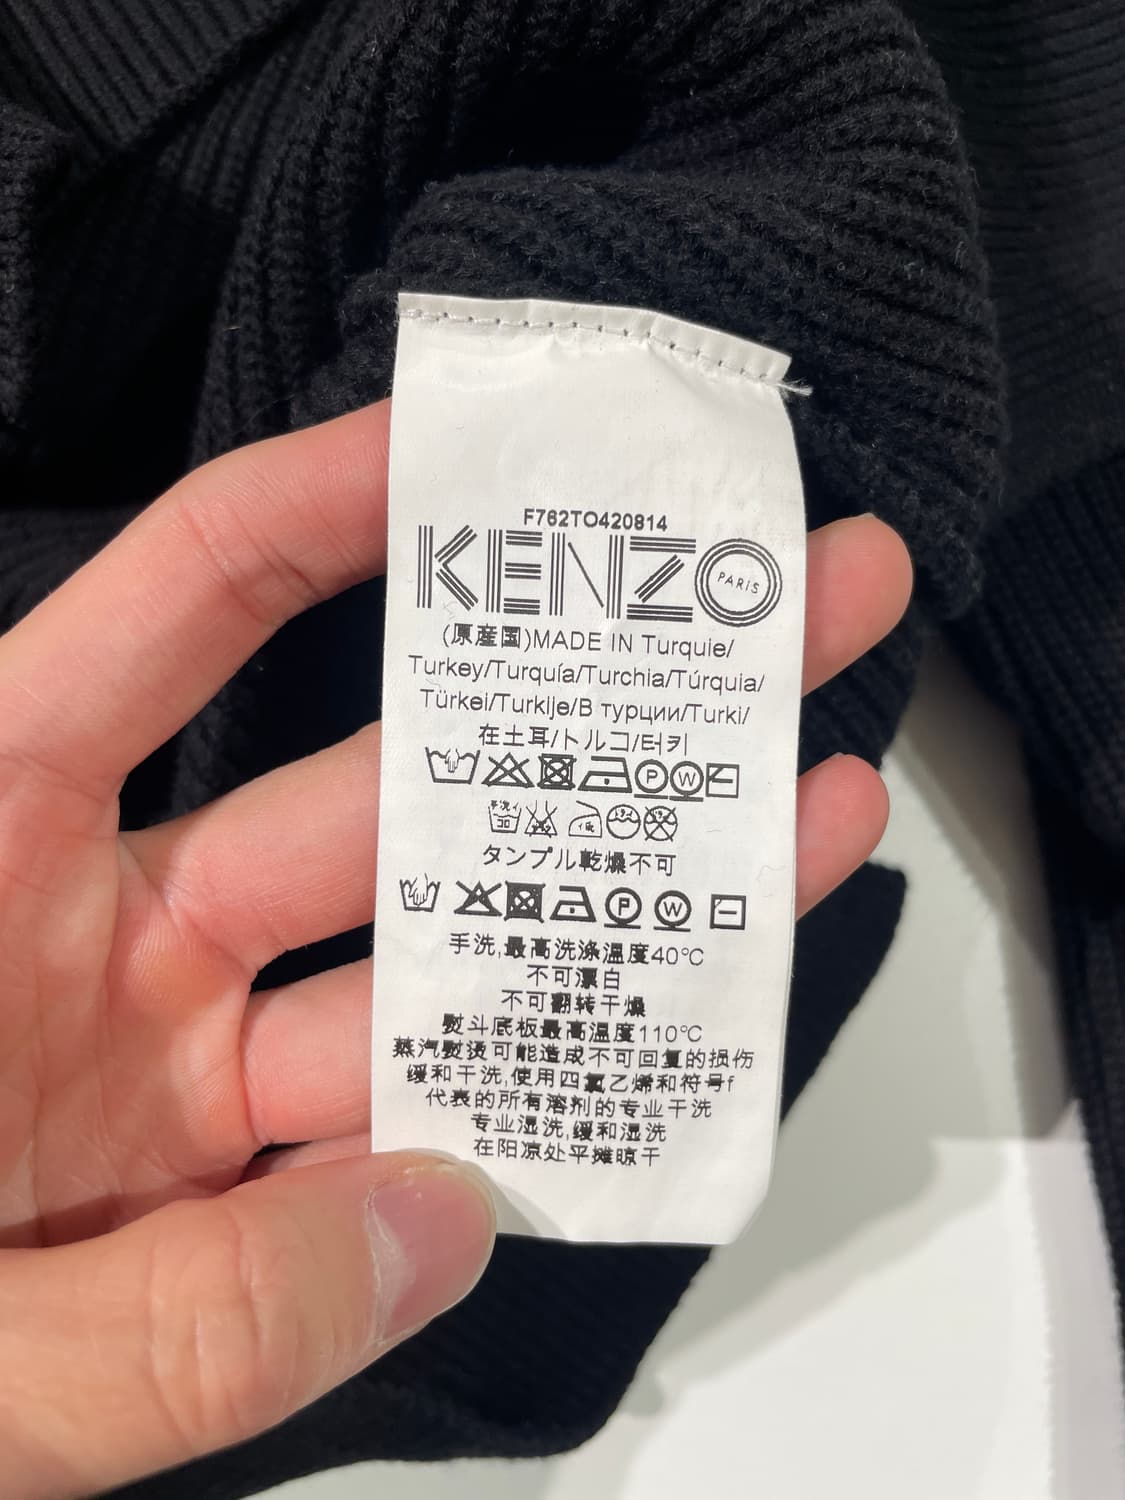 F762TO420814
KENZO PARIS
(原産国)MADE IN Turquie/
Turkey/Turquía/Turchia/Túrquia/
Türkei/Turkije/В турции/Turki/
在土耳/トルコ/터키
P W
タンブル乾燥不可
P W
手洗,最高洗涤温度40°C
不可漂白
不可翻转干燥
熨斗底板最高温度110°C
蒸汽熨烫可能造成不可回复的损伤
缓和干洗,使用四氯乙烯和符号f
代表的所有溶剂的专业干洗
专业湿洗,缓和湿洗
在阳凉处平摊晾干